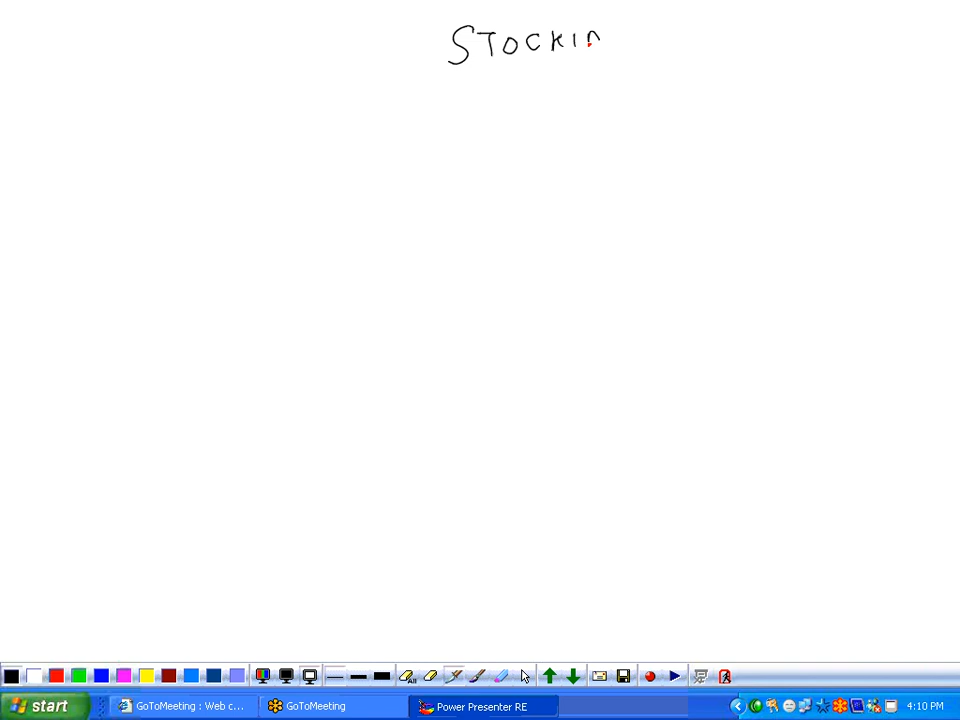 STOCKIN
start
GoToMeeting : Web c...
GoToMeeting
Power Presenter RE
4:10 PM